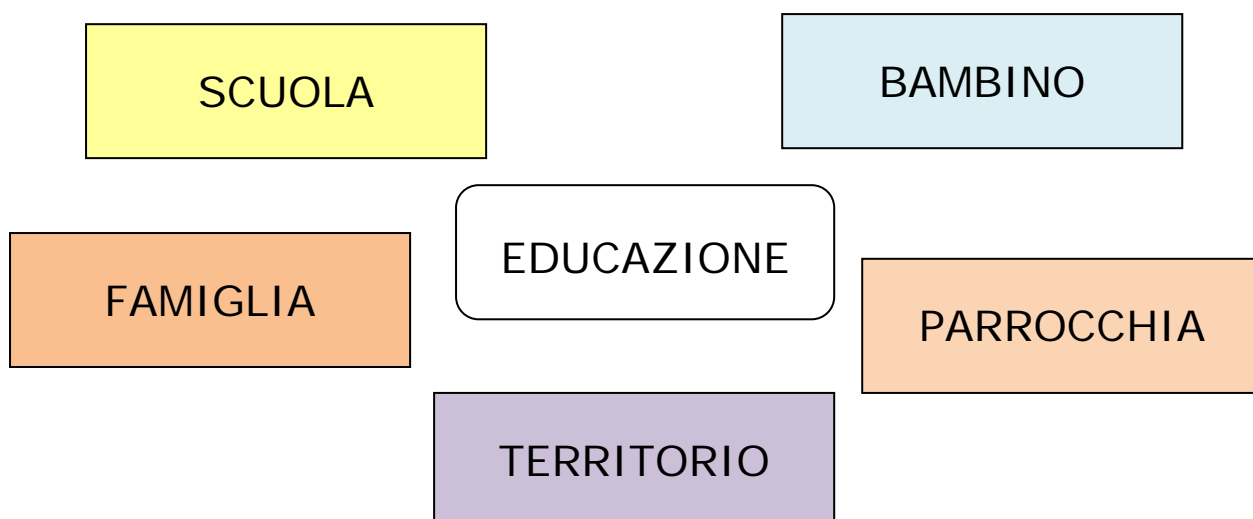 SCUOLA
BAMBINO
EDUCAZIONE
FAMIGLIA
PARROCCHIA
TERRITORIO